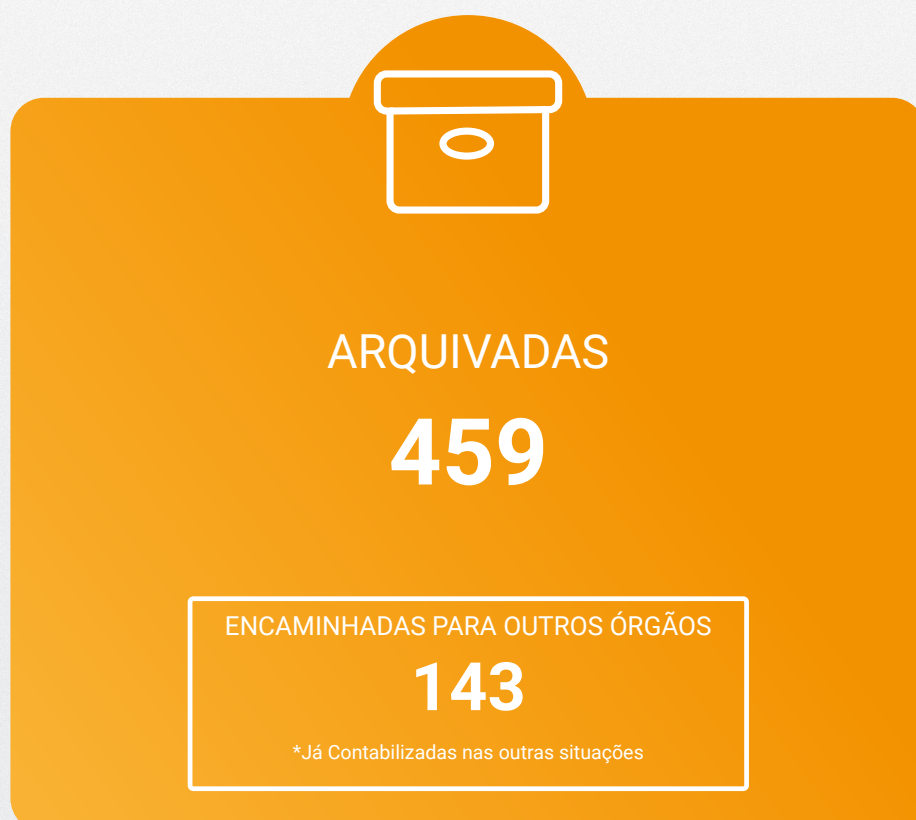 ARQUIVADAS
459
ENCAMINHADAS PARA OUTROS ÓRGÃOS
143
*Já Contabilizadas nas outras situações